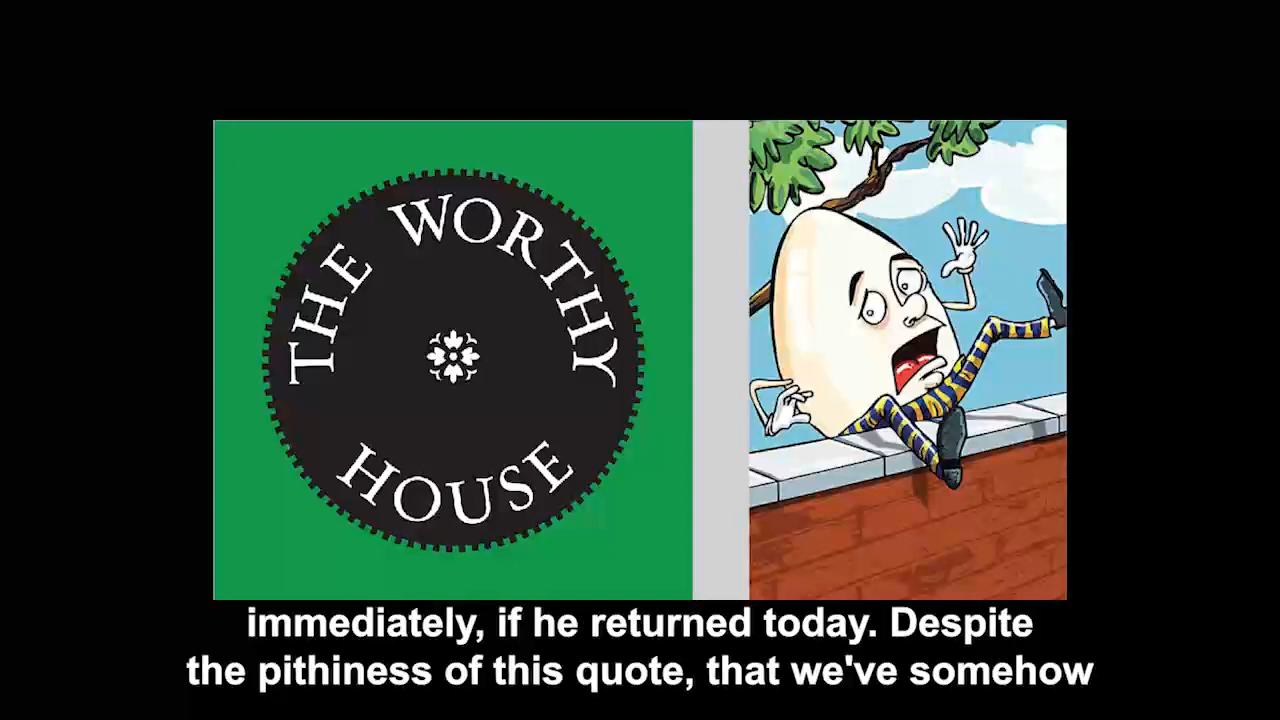 THE WORTHY
HOUSE
immediately, if he returned today. Despite
the pithiness of this quote, that we've somehow